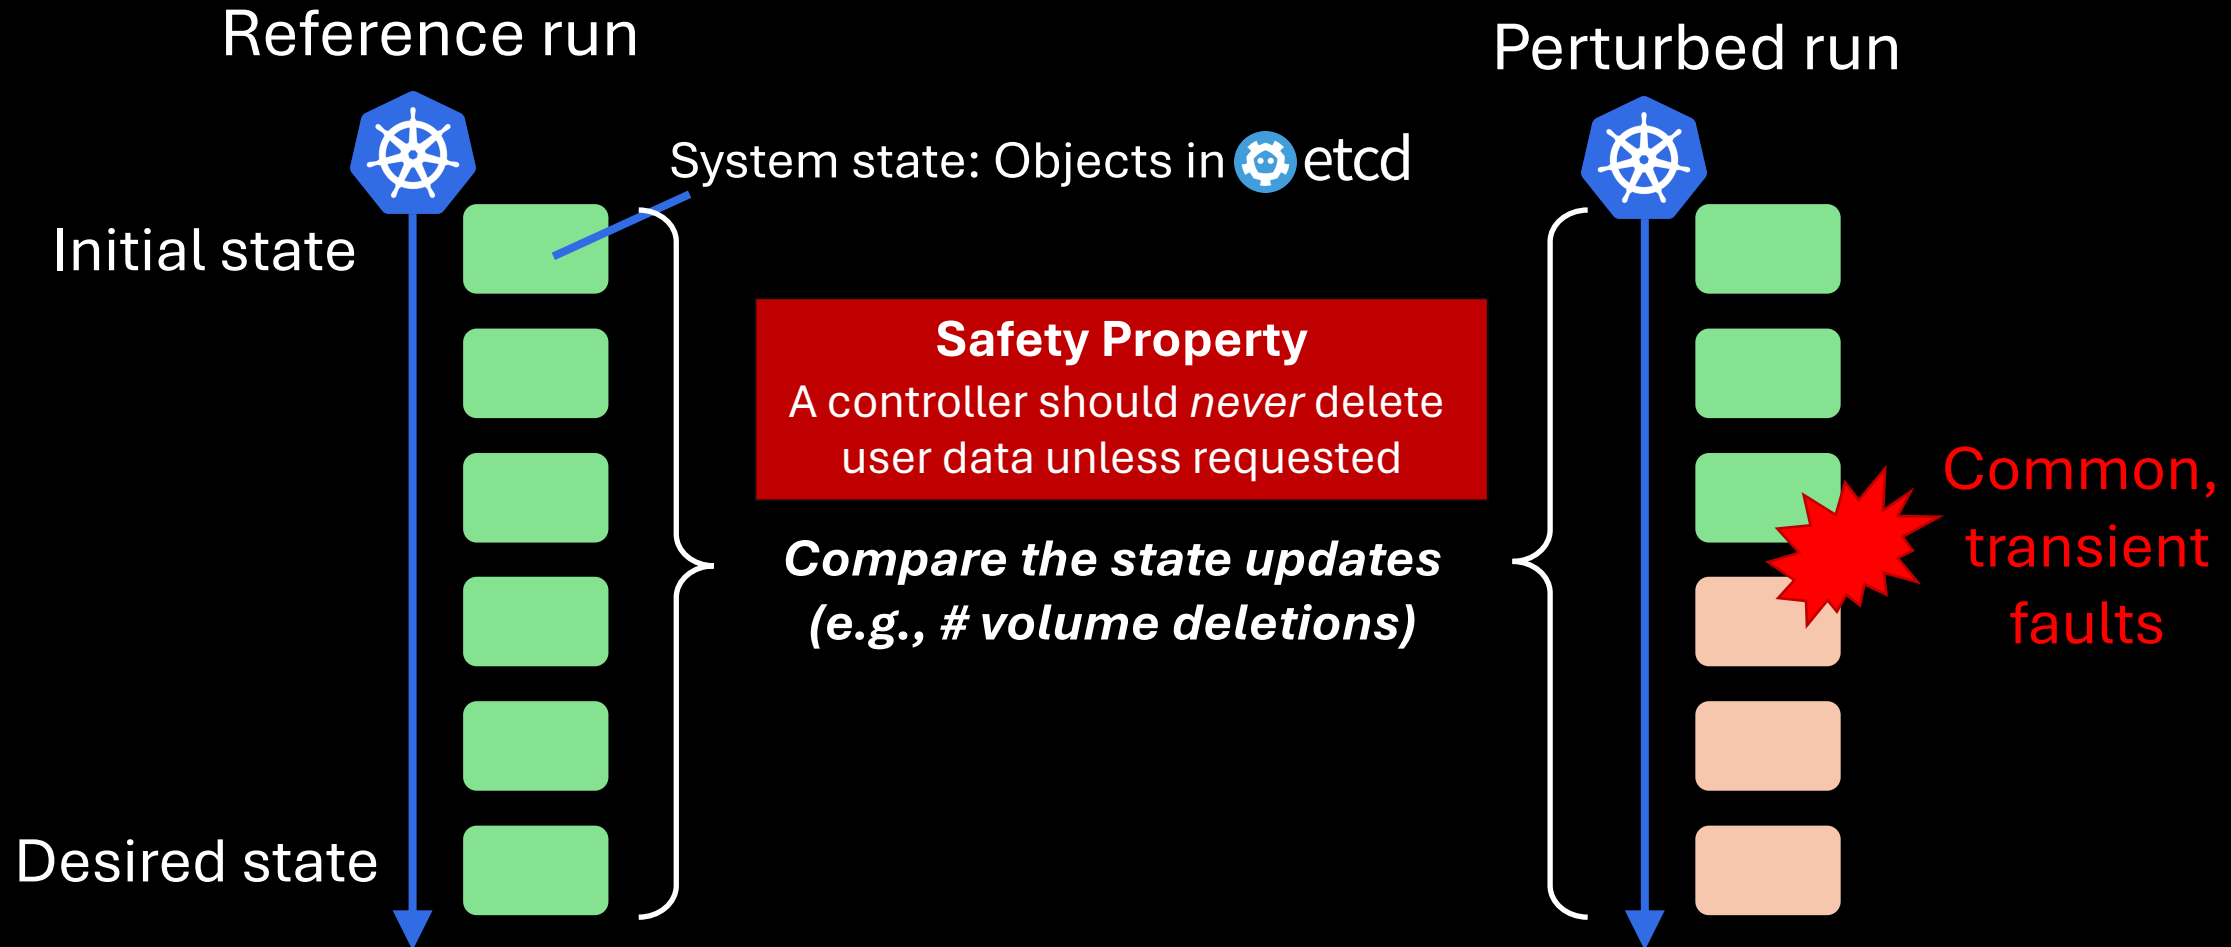 Reference run
Perturbed run
System state: Objects in etcd
Initial state
Safety Property
A controller should never delete
user data unless requested
Compare the state updates
(e.g., # volume deletions)
Common,
transient
faults
Desired state